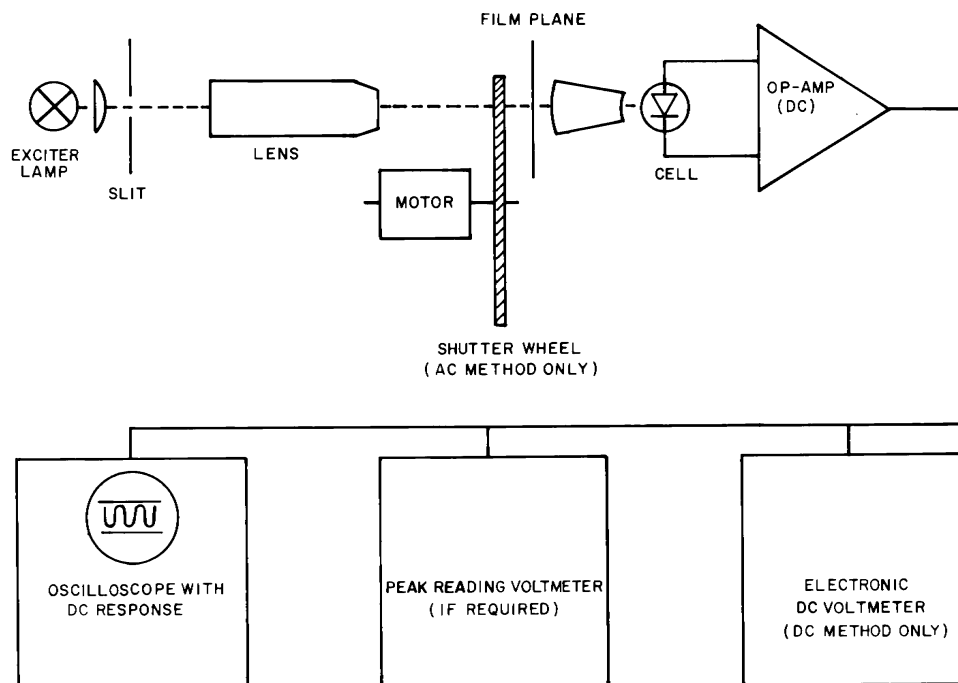 FILM PLANE
OP-AMP
(DC)
EXCITER
LAMP
SLIT
LENS
MOTOR
CELL
SHUTTER WHEEL
(AC METHOD ONLY)
OSCILLOSCOPE WITH
DC RESPONSE
PEAK READING VOLTMETER
(IF REQUIRED)
ELECTRONIC
DC VOLTMETER
(DC METHOD ONLY)